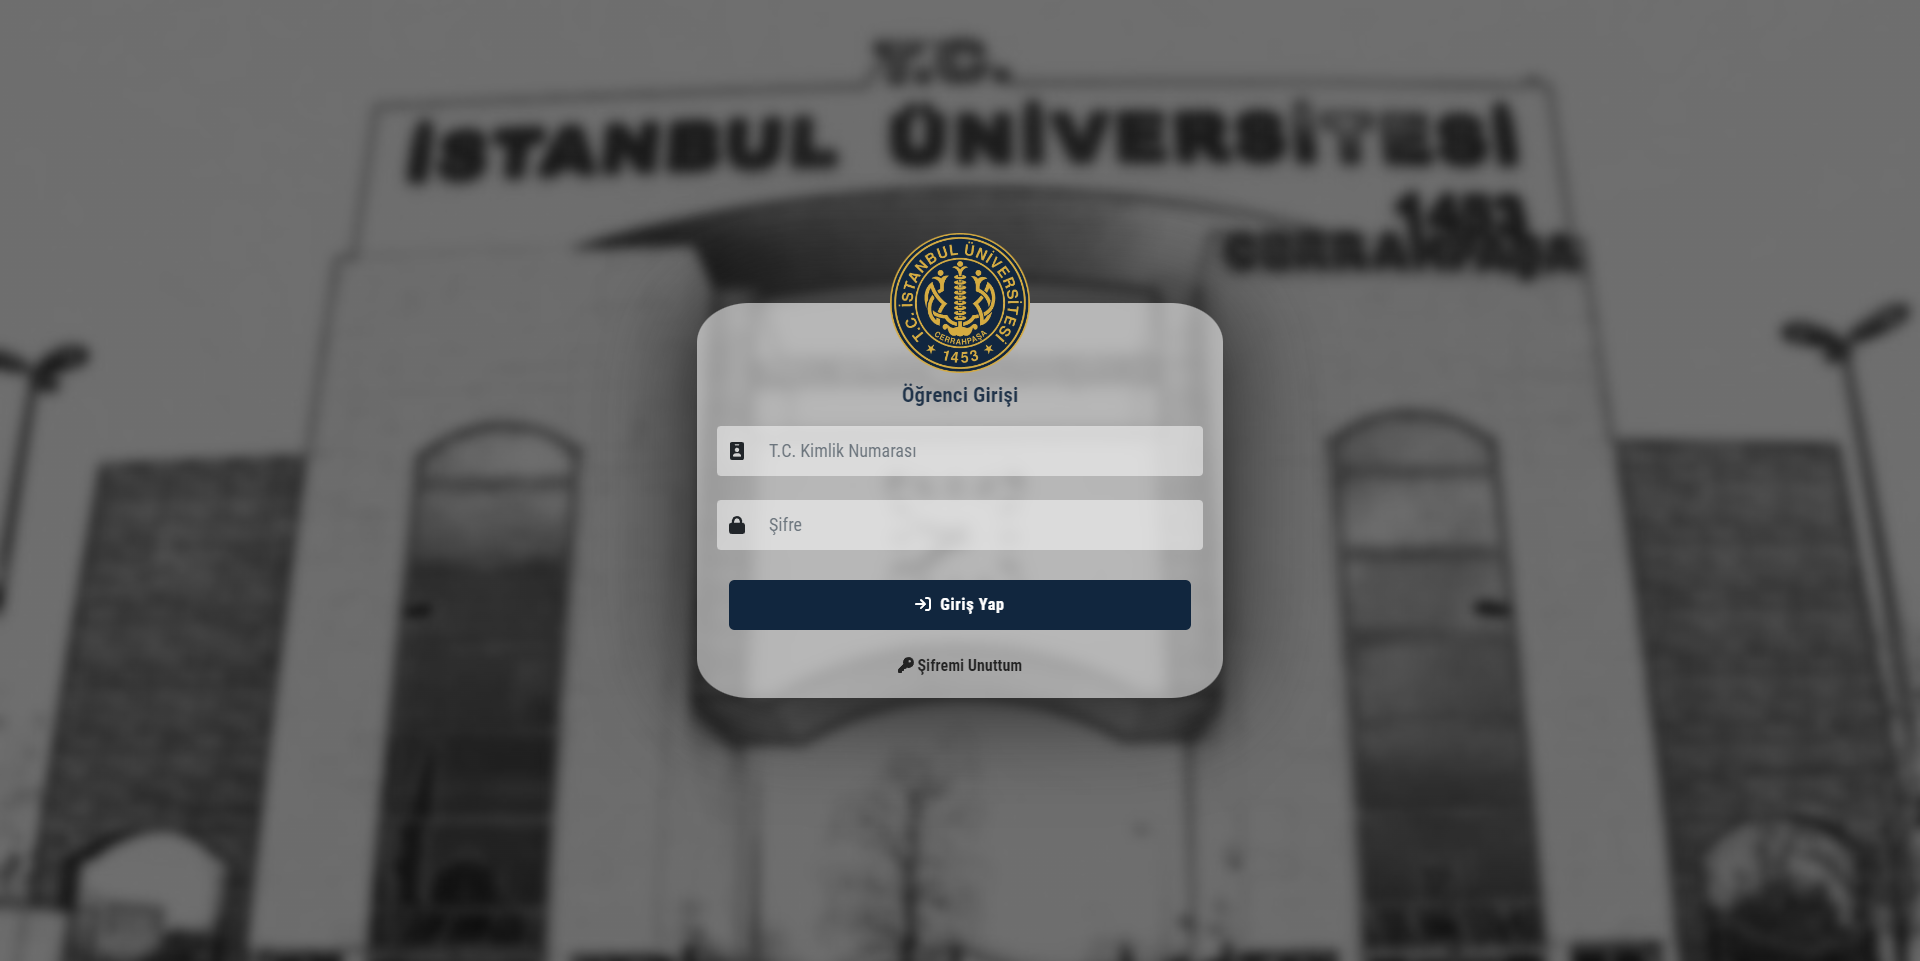 T.C.
İSTANBUL ÜNİVERSİTESİ
1453
CERRAHPAŞA
T.C. İSTANBUL ÜNİVERSİTESİ
CERRAHPAŞA
★ 1453 ★
Öğrenci Girişi
T.C. Kimlik Numarası
Şifre
Giriş Yap
Şifremi Unuttum